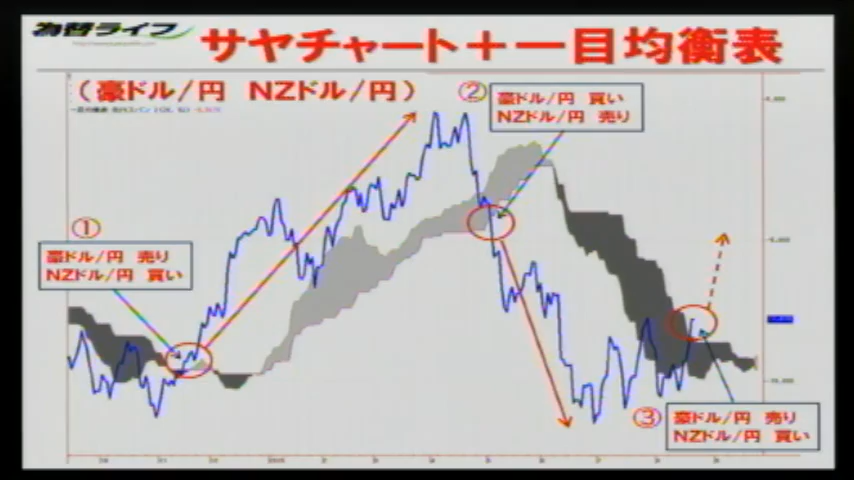 為替ライフ
サヤチャート＋一目均衡表
（豪ドル/円　NZドル/円）
②
豪ドル/円　買い
NZドル/円　売り
①
豪ドル/円　売り
NZドル/円　買い
③
豪ドル/円　売り
NZドル/円　買い